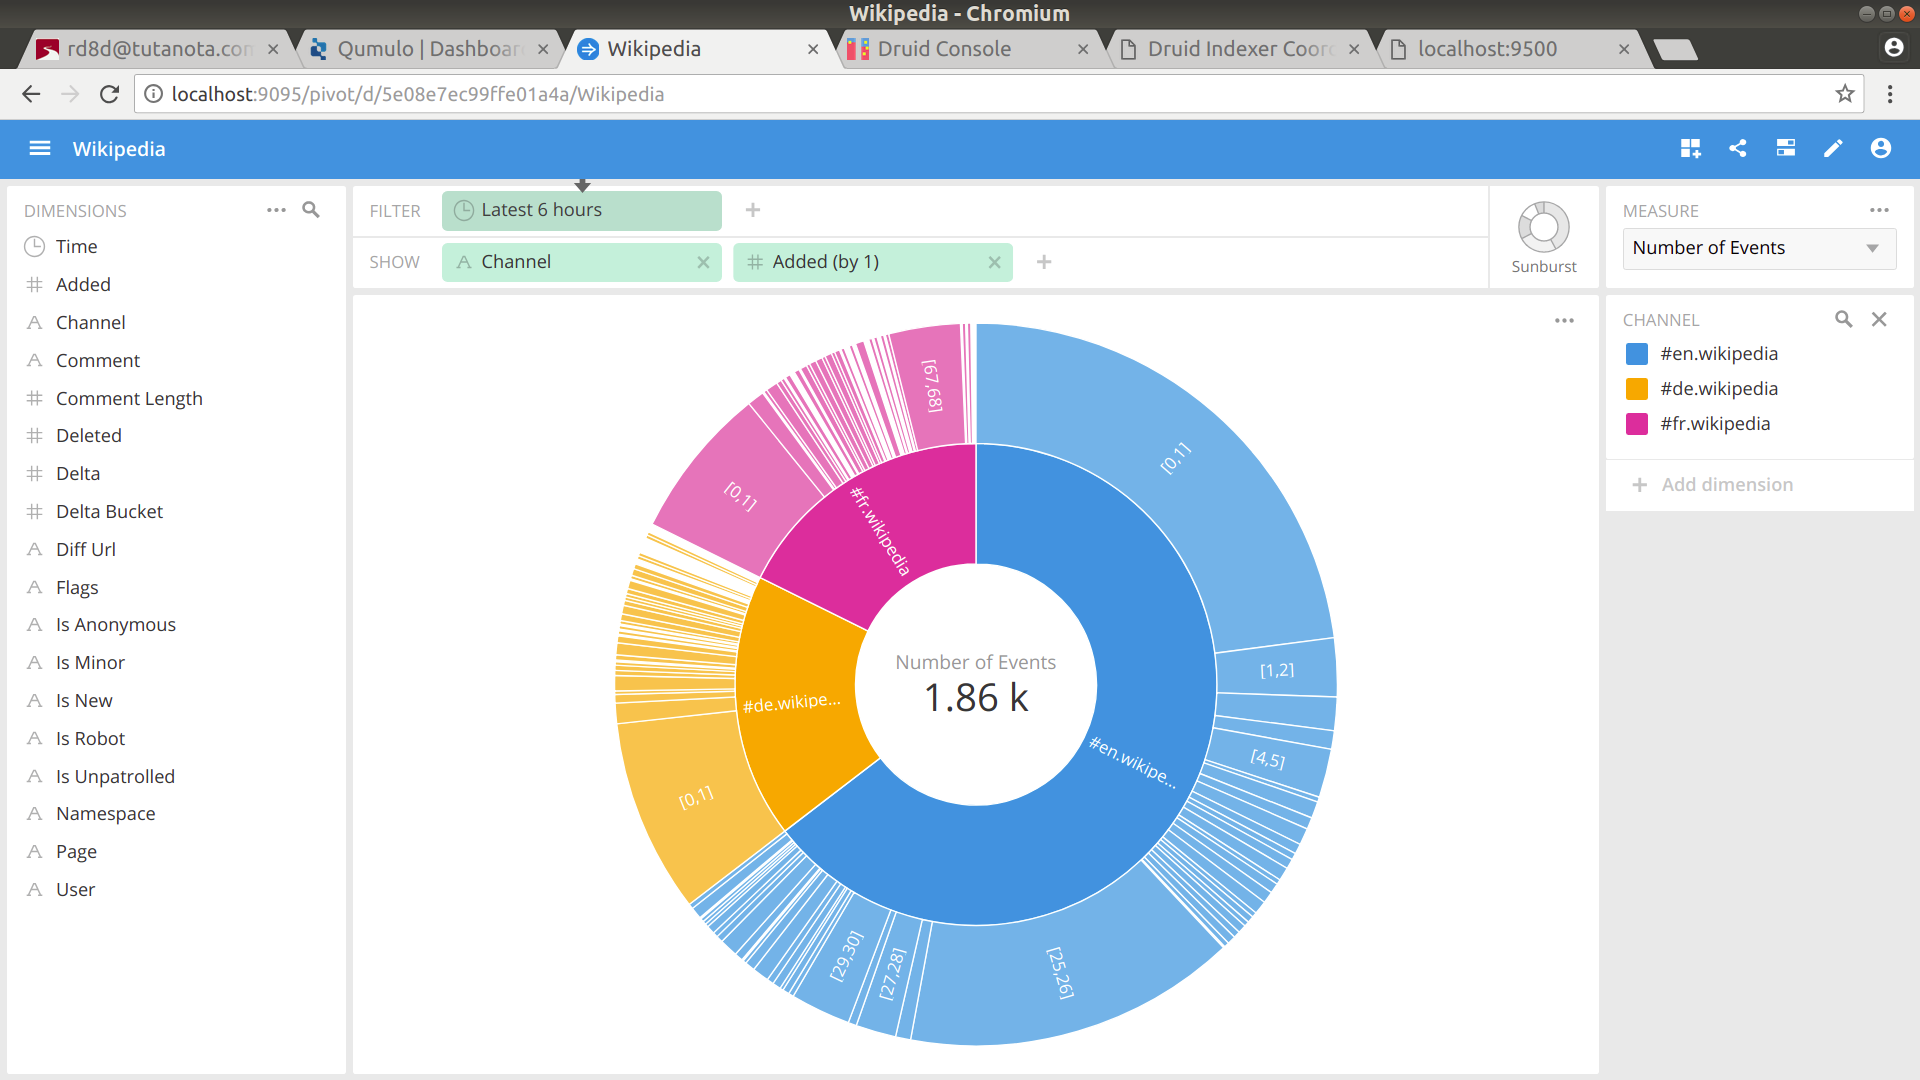 Wikipedia - Chromium
rd8d@tutanota.con
Qumulo | Dashboar
Wikipedia
Druid Console
Druid Indexer Coor
localhost:9500
localhost:9095/pivot/d/5e08e7ec99ffe01a4a/Wikipedia
Wikipedia
DIMENSIONS
Time
Added
Channel
Comment
Comment Length
Deleted
Delta
Delta Bucket
Diff Url
Flags
Is Anonymous
Is Minor
Is New
Is Robot
Is Unpatrolled
Namespace
Page
User
FILTER
Latest 6 hours
SHOW
Channel
Added (by 1)
Sunburst
[67,68]
[0,1]
[0,1]
#fr.wikipedia
Number of Events
1.86 k
[1,2]
#de.wikipe...
#en.wikipe...
[4,5]
[0,1]
[29,30]
[27,28]
[25,26]
MEASURE
Number of Events
CHANNEL
#en.wikipedia
#de.wikipedia
#fr.wikipedia
Add dimension